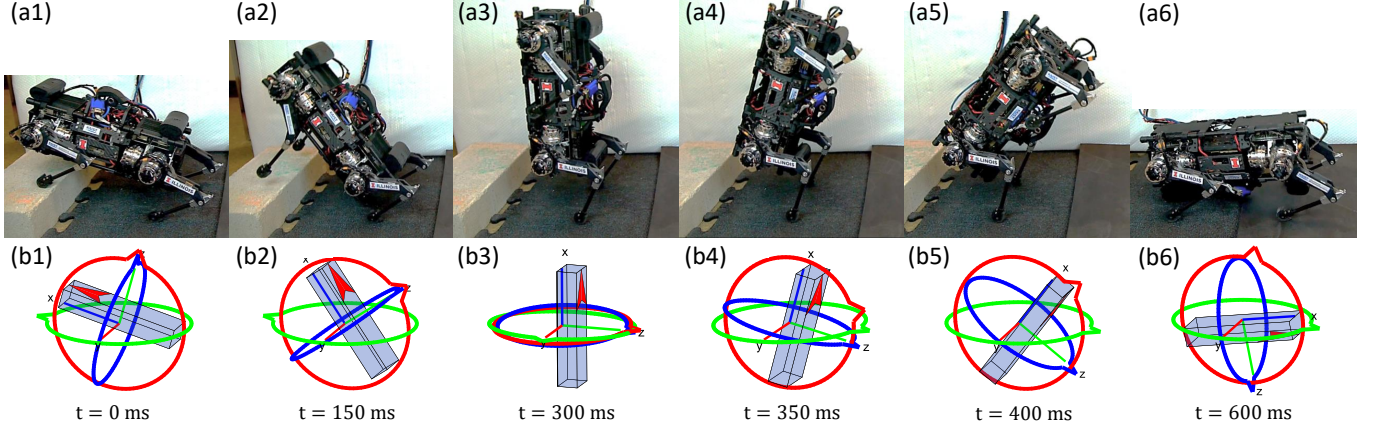 (a1) (a2) (a3) (a4) (a5) (a6)
ILLINOIS ILLINOIS ILLINOIS ILLINOIS ILLINOIS
(b1) (b2) (b3) (b4) (b5) (b6)
x z
x z y
x z y
x y z
x z
x y z
t = 0 ms t = 150 ms t = 300 ms t = 350 ms t = 400 ms t = 600 ms